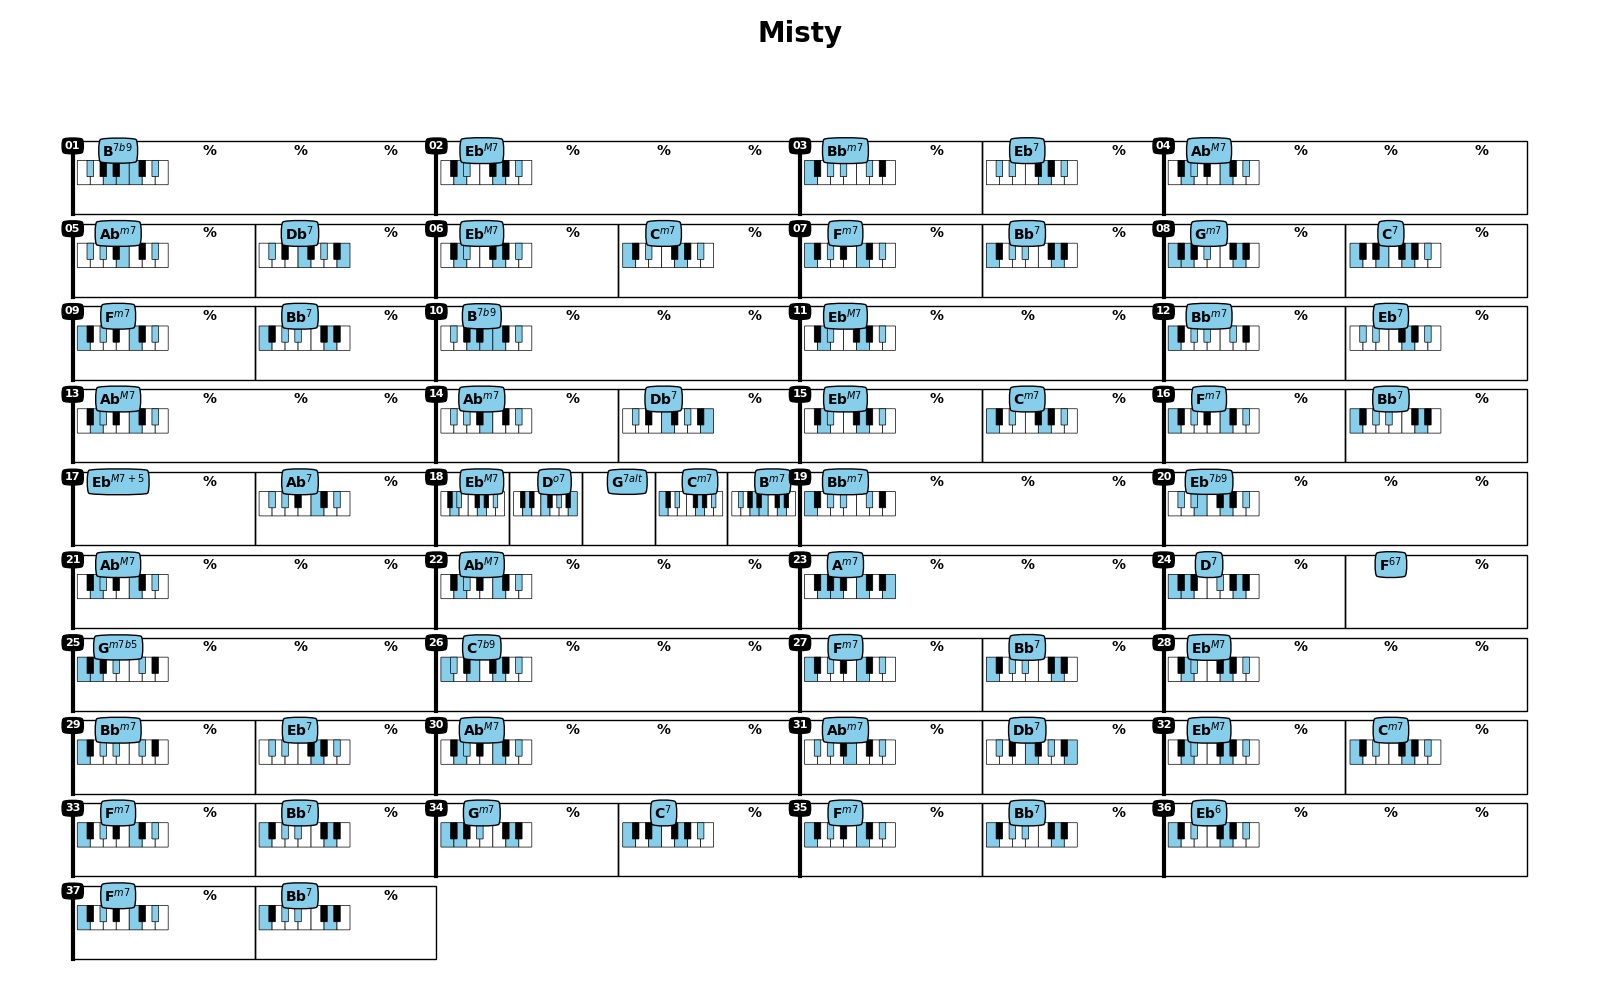 Misty
01 B7b9 % % % 02 EbM7 % % % 03 Bbm7 % Eb7 % 04 AbM7 % % %
05 Abm7 % Db7 % 06 EbM7 % Cm7 % 07 Fm7 % Bb7 % 08 Gm7 % C7 %
09 Fm7 % Bb7 % 10 B7b9 % % % 11 EbM7 % % % 12 Bbm7 % Eb7 %
13 AbM7 % % % 14 Abm7 % Db7 % 15 EbM7 % Cm7 % 16 Fm7 % Bb7 %
17 EbM7+5 % Ab7 % 18 EbM7 Do7 G7alt Cm7 Bm7 19 Bbm7 % % % 20 Eb7b9 % % %
21 AbM7 % % % 22 AbM7 % % % 23 Am7 % % % 24 D7 % F67 %
25 Gm7b5 % % % 26 C7b9 % % % 27 Fm7 % Bb7 % 28 EbM7 % % %
29 Bbm7 % Eb7 % 30 AbM7 % % % 31 Abm7 % Db7 % 32 EbM7 % Cm7 %
33 Fm7 % Bb7 % 34 Gm7 % C7 % 35 Fm7 % Bb7 % 36 Eb6 % % %
37 Fm7 % Bb7 %